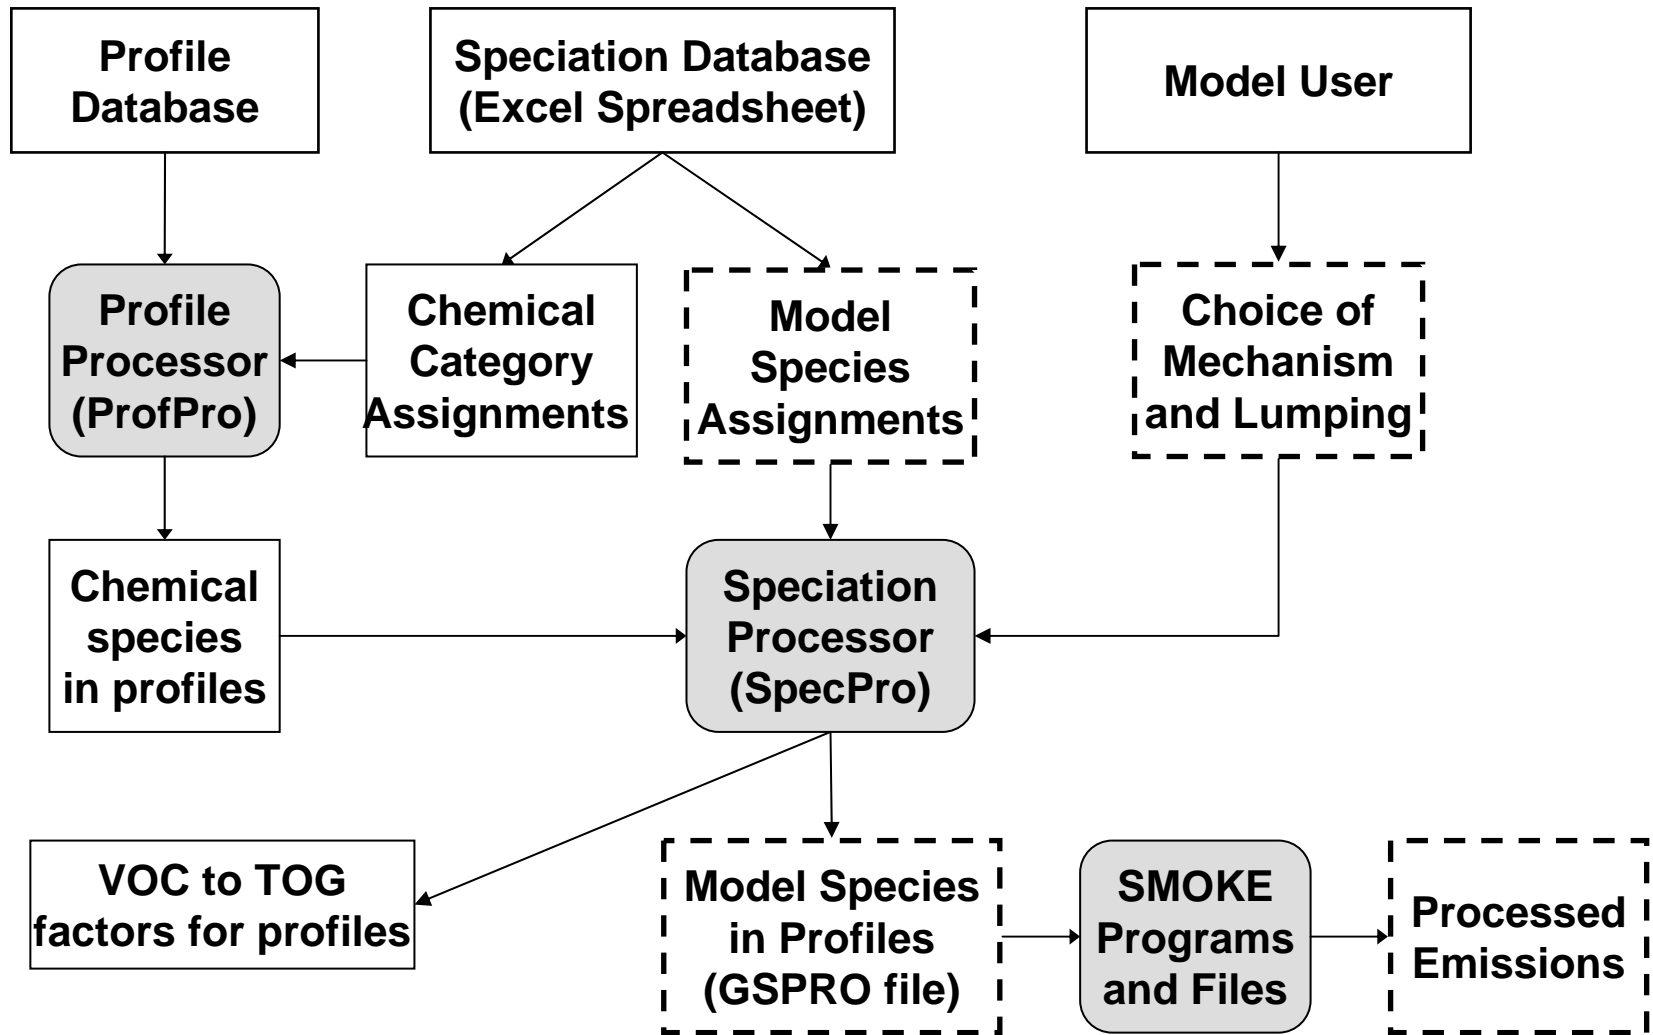 Profile
Database
Speciation Database
(Excel Spreadsheet)
Model User
Profile
Processor
(ProfPro)
Chemical
Category
Assignments
Model
Species
Assignments
Choice of
Mechanism
and Lumping
Chemical
species
in profiles
Speciation
Processor
(SpecPro)
VOC to TOG
factors for profiles
Model Species
in Profiles
(GSPRO file)
SMOKE
Programs
and Files
Processed
Emissions